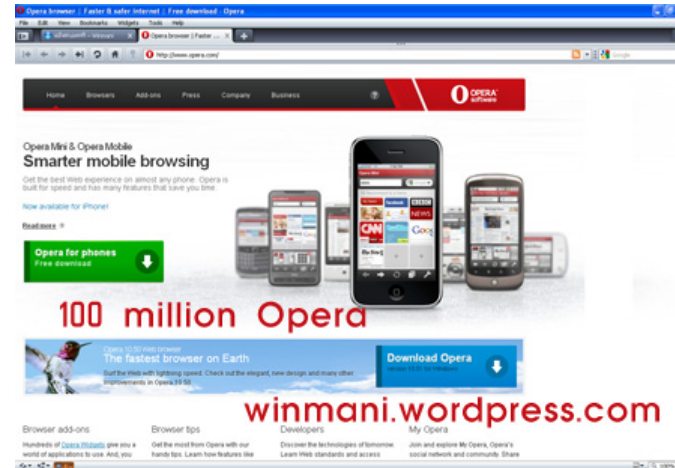 Opera browser | Faster & safer Internet | Free download - Opera
File Edit View Bookmarks Widgets Tools Help
Opera browser | Faster ...
http://www.opera.com/
Google
Home Browsers Add-ons Press Company Business
OPERA
software
Opera Mini & Opera Mobile
Smarter mobile browsing
Get the best Web experience on almost any phone. Opera is
built for speed and has many features that save you time.
Now available for iPhone!
Read more
Opera for phones
Free download
Opera Mini
facebook
BBC
NEWS
CNN
100 million Opera
Opera 10.50 Web browser
The fastest browser on Earth
Surf the Web with lightning speed. Check out the elegant, new design and many other
improvements in Opera 10.50
Download Opera
winmani.wordpress.com
Browser add-ons
Hundreds of Opera Widgets give you a
world of applications to use. And, you
Browser tips
Get the most from Opera with our
handy tips. Learn how features like
Developers
Discover the technologies of tomorrow.
Learn Web standards and access
My Opera
Join and explore My Opera, Opera's
social network and community. Share
100%